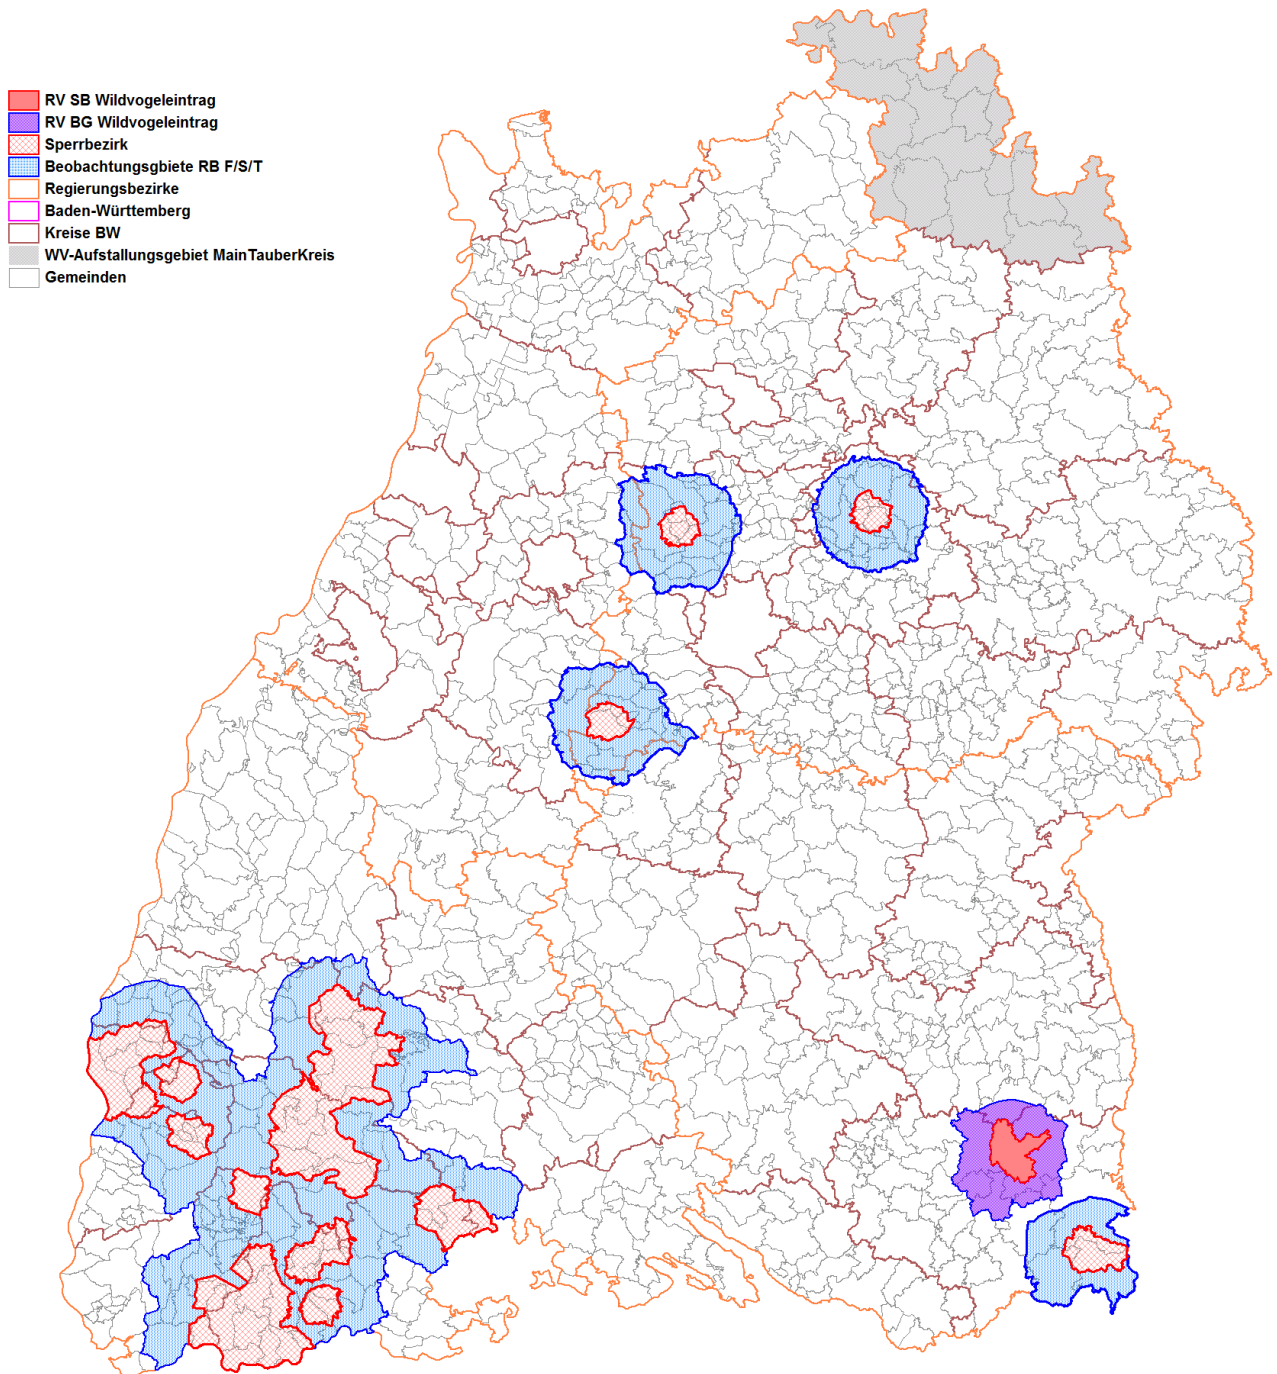 RV SB Wildvogeleintrag
RV BG Wildvogeleintrag
Sperrbezirk
Beobachtungsgbiete RB F/S/T
Regierungsbezirke
Baden-Württemberg
Kreise BW
WV-Aufstallungsgebiet MainTauberKreis
Gemeinden